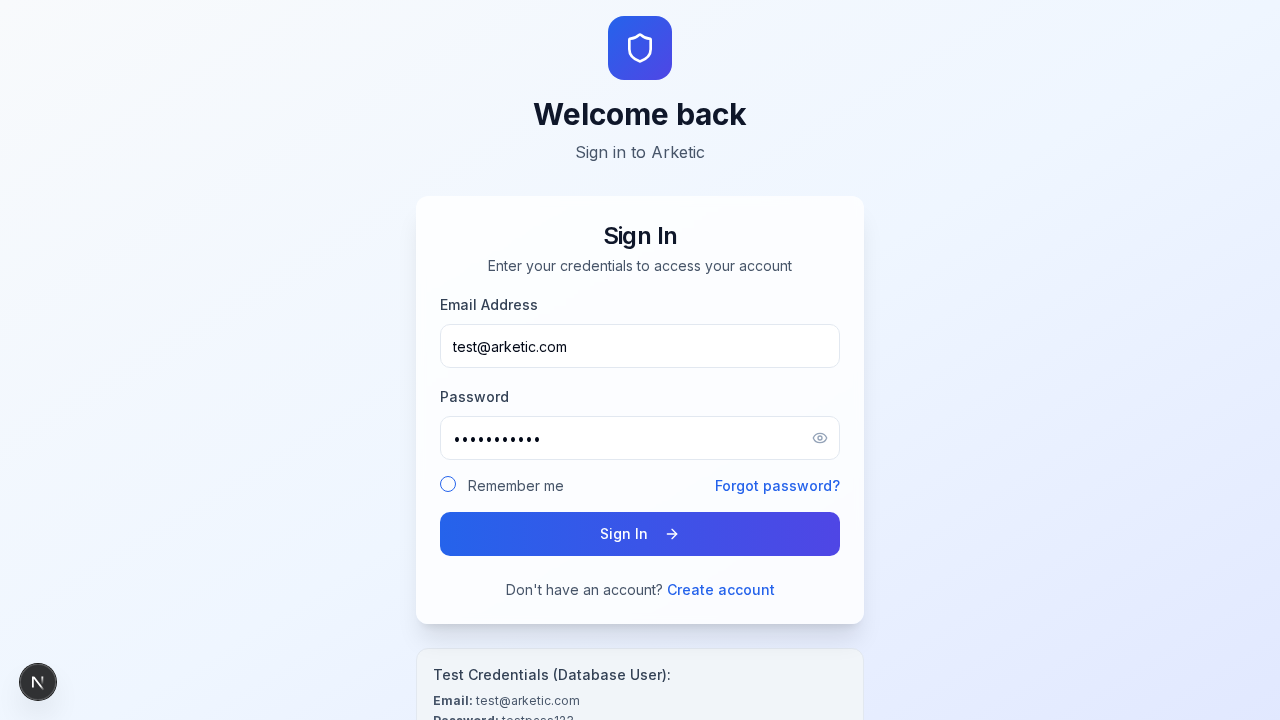 Welcome back
Sign in to Arketic
Sign In
Enter your credentials to access your account
Email Address
test@arketic.com
Password
•••••••••••
Remember me
Forgot password?
Sign In →
Don't have an account? Create account
Test Credentials (Database User):
Email: test@arketic.com
Password: testpass123
N